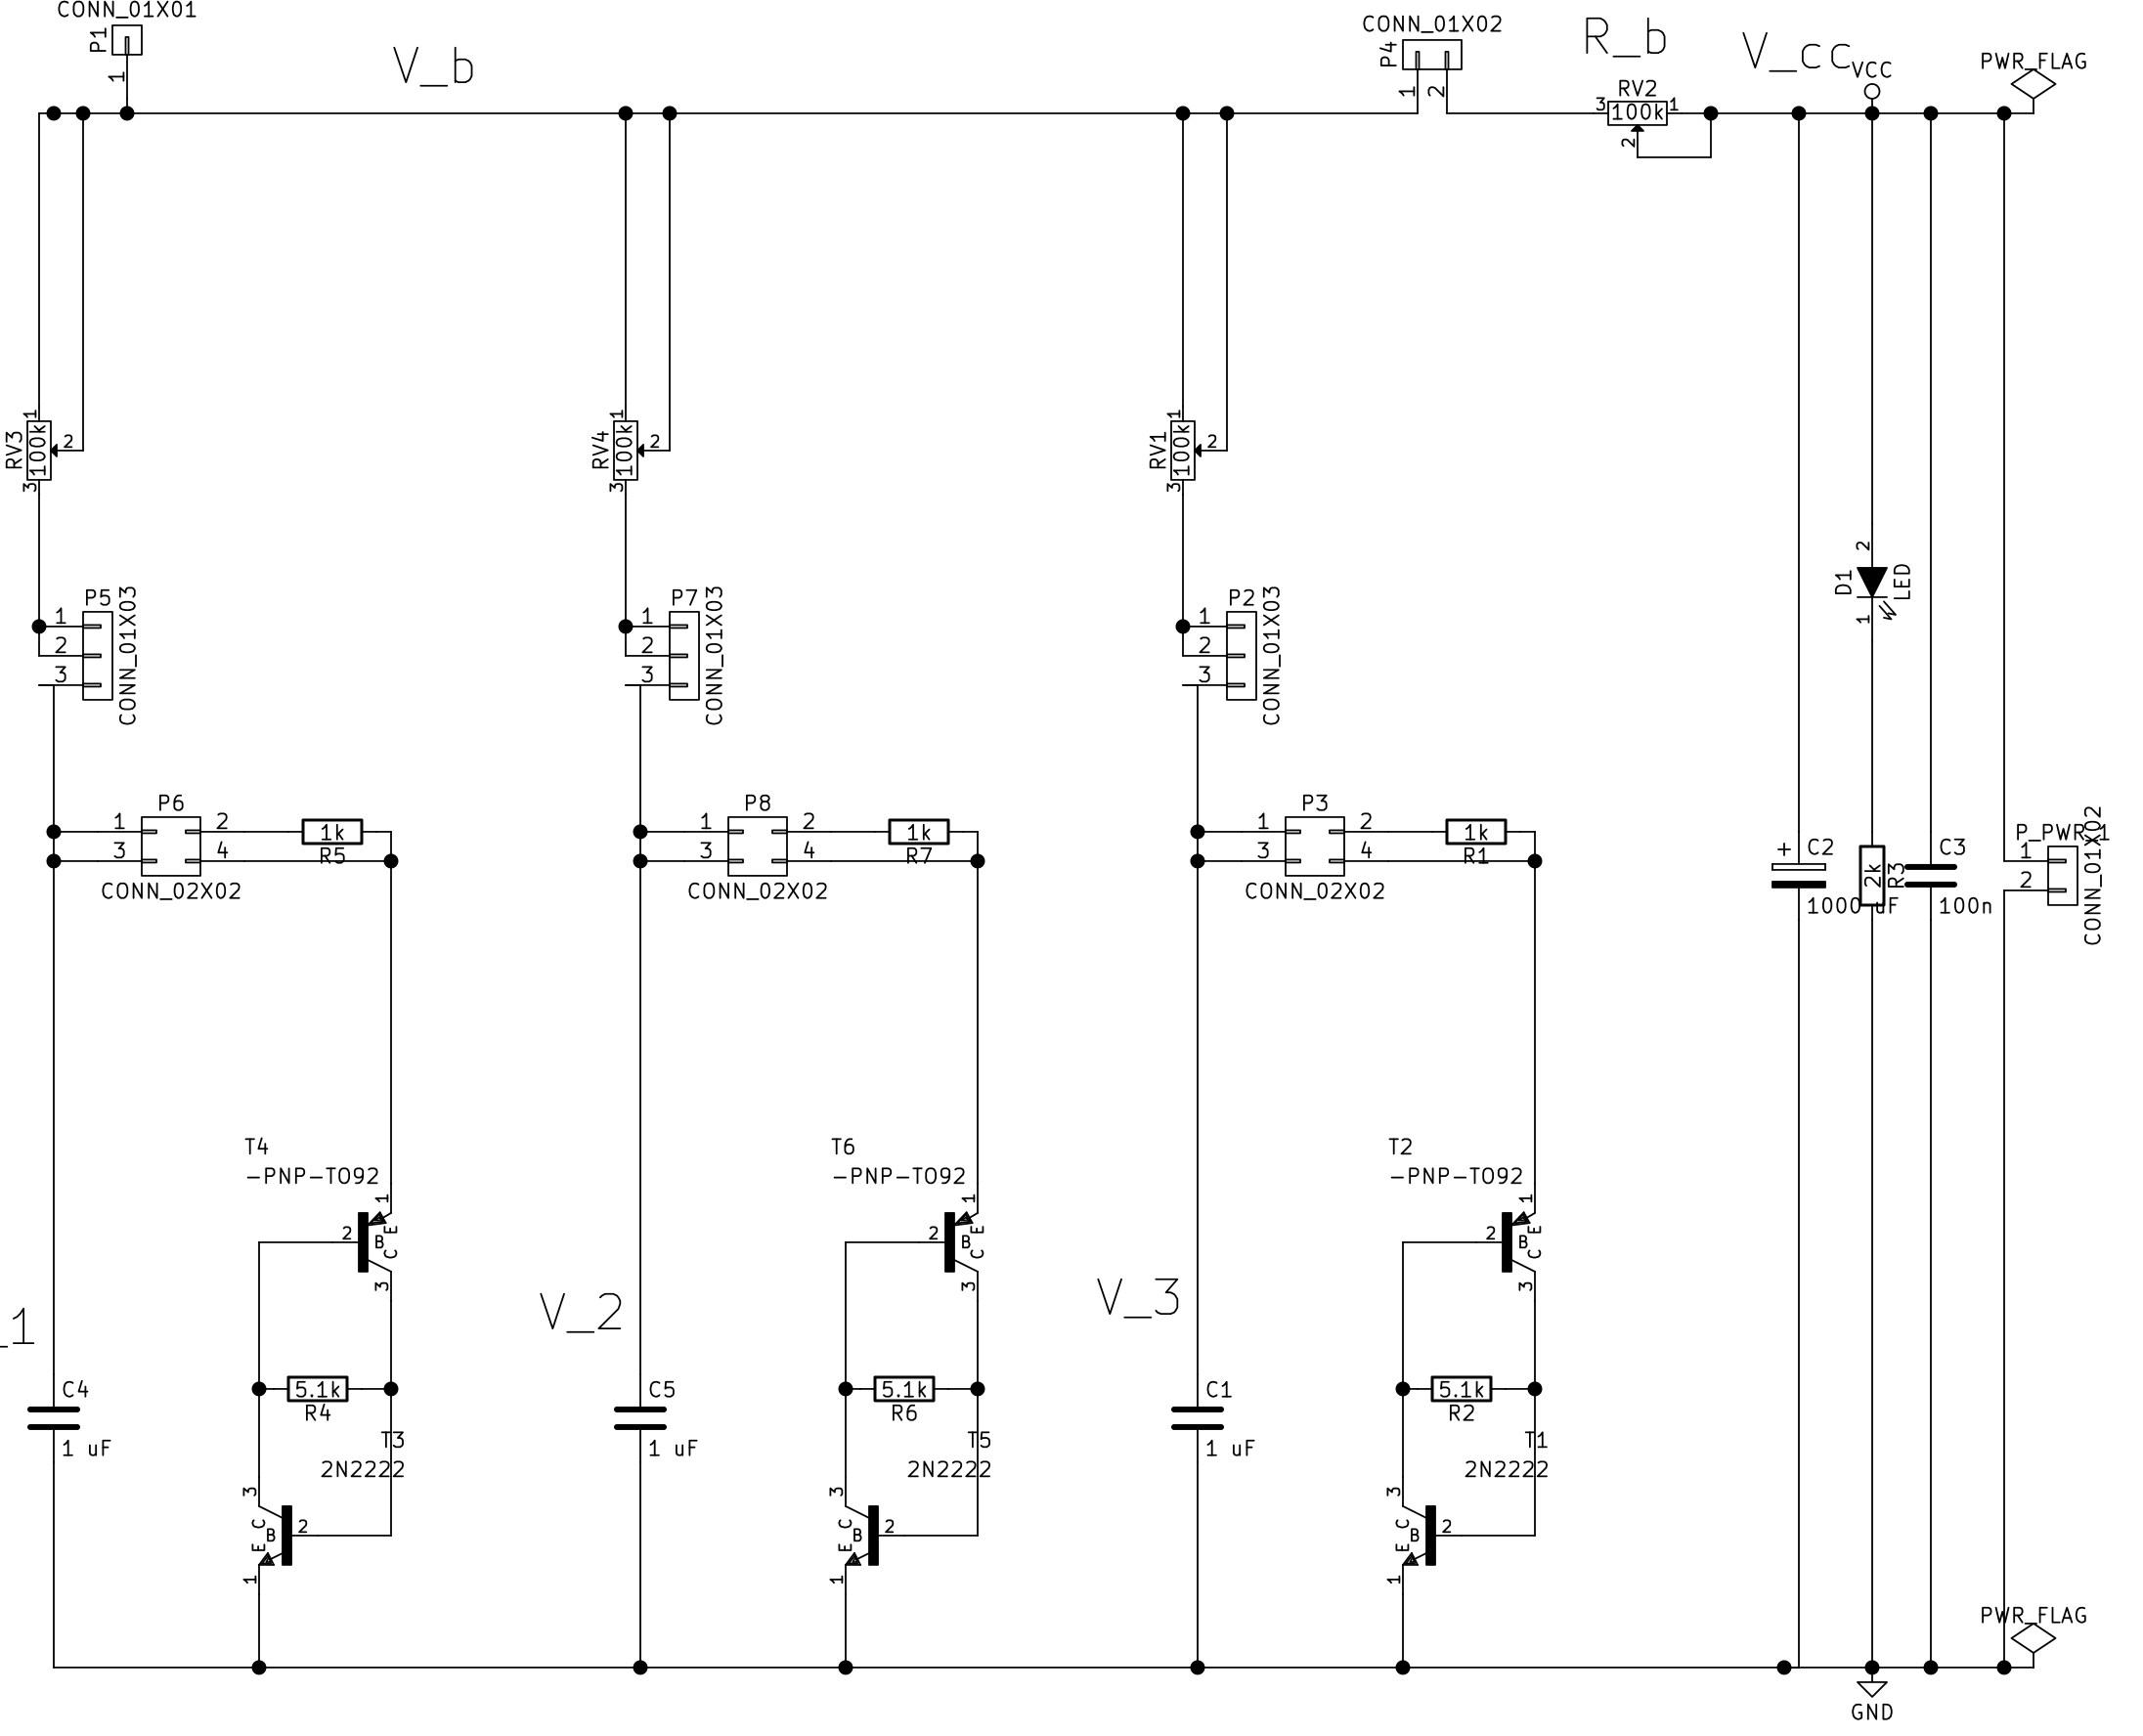 CONN_01X01
P1
1
V_b
CONN_01X02
P4
1
2
R_b
V_cc
VCC
PWR_FLAG
RV2
3
100k
1
2
RV3
100k
1
2
3
RV4
100k
1
2
3
RV1
100k
1
2
3
P5
1
2
3
CONN_01X03
P7
1
2
3
CONN_01X03
P2
1
2
3
CONN_01X03
2
D1
LED
1
P6
1
2
3
4
CONN_02X02
1k
R5
P8
1
2
3
4
CONN_02X02
1k
R7
P3
1
2
3
4
CONN_02X02
1k
R1
+
C2
1000 uF
2k
R3
C3
100n
P_PWR_1
1
2
CONN_01X02
T4
-PNP-TO92
1
2
B
E
C
3
T6
-PNP-TO92
1
2
B
E
C
3
T2
-PNP-TO92
1
2
B
E
C
3
_1
V_2
V_3
C4
1 uF
5.1k
R4
T3
2N2222
3
C
B
E
2
1
C5
1 uF
5.1k
R6
T5
2N2222
3
C
B
E
2
1
C1
1 uF
5.1k
R2
T1
2N2222
3
C
B
E
2
1
PWR_FLAG
GND